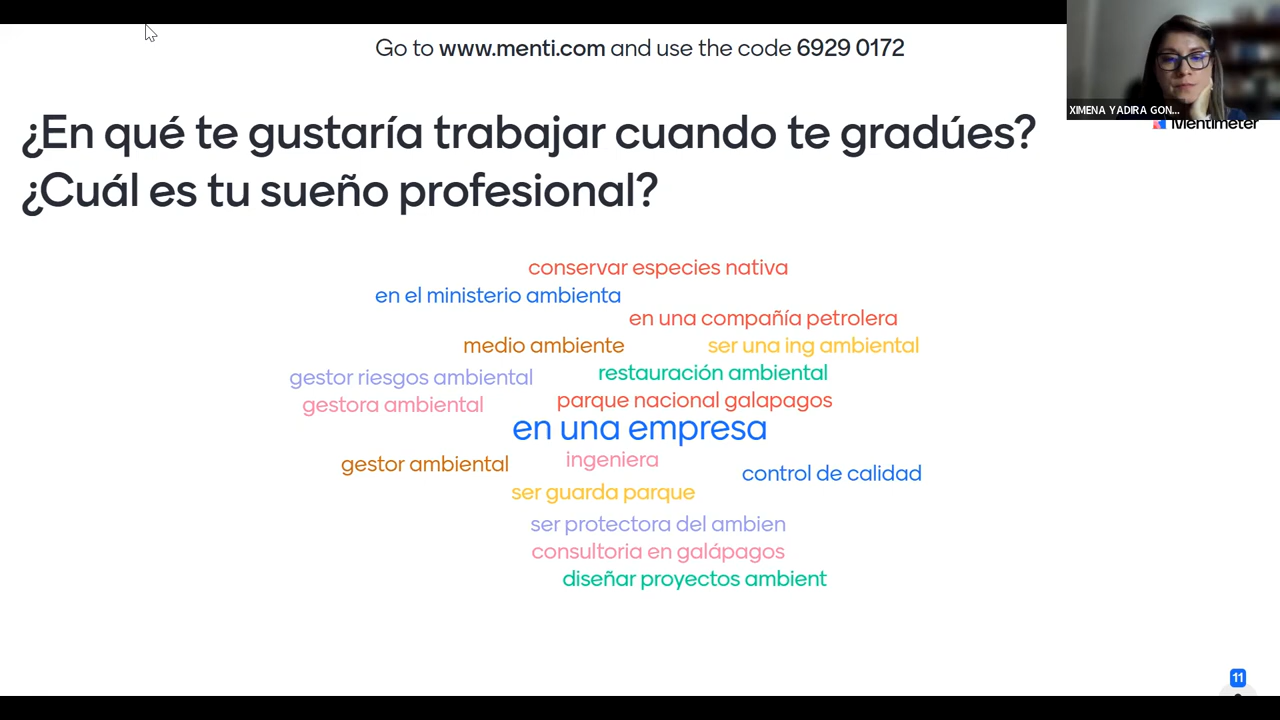 Go to www.menti.com and use the code 6929 0172
XIMENA YADIRA GON...
Mentimeter
¿En qué te gustaría trabajar cuando te gradúes?
¿Cuál es tu sueño profesional?
conservar especies nativa
en el ministerio ambienta
en una compañía petrolera
medio ambiente
ser una ing ambiental
gestor riesgos ambiental
restauración ambiental
gestora ambiental
parque nacional galapagos
en una empresa
gestor ambiental
ingeniera
control de calidad
ser guarda parque
ser protectora del ambien
consultoria en galápagos
diseñar proyectos ambient
11